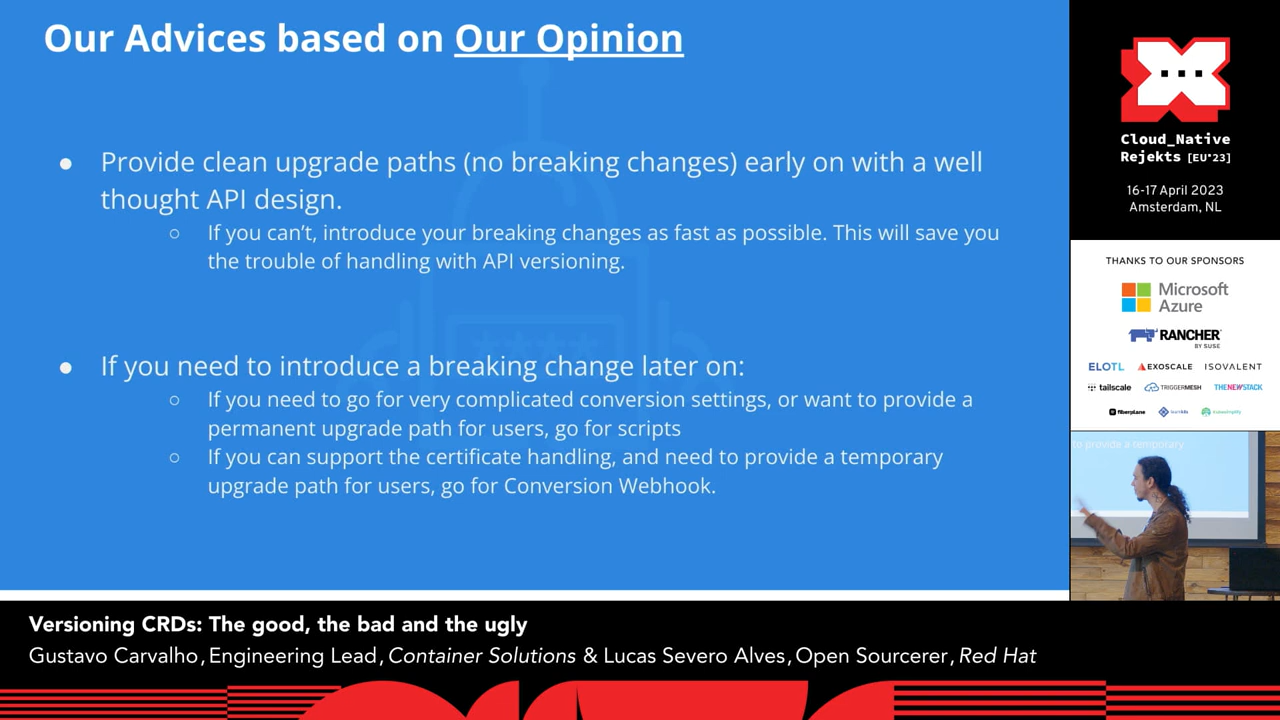 Our Advices based on Our Opinion
● Provide clean upgrade paths (no breaking changes) early on with a well
thought API design.
○ If you can't, introduce your breaking changes as fast as possible. This will save you
the trouble of handling with API versioning.
● If you need to introduce a breaking change later on:
○ If you need to go for very complicated conversion settings, or want to provide a
permanent upgrade path for users, go for scripts
○ If you can support the certificate handling, and need to provide a temporary
upgrade path for users, go for Conversion Webhook.
Cloud_Native
Rejekts [EU*23]
16-17 April 2023
Amsterdam, NL
THANKS TO OUR SPONSORS
Microsoft
Azure
RANCHER
BY SUSE
ELOTL EXOSCALE ISOVALENT
tailscale TRIGGERMESH THENEWSTACK
fiberplane
to provide a temporary
Versioning CRDs: The good, the bad and the ugly
Gustavo Carvalho, Engineering Lead, Container Solutions & Lucas Severo Alves, Open Sourcerer, Red Hat